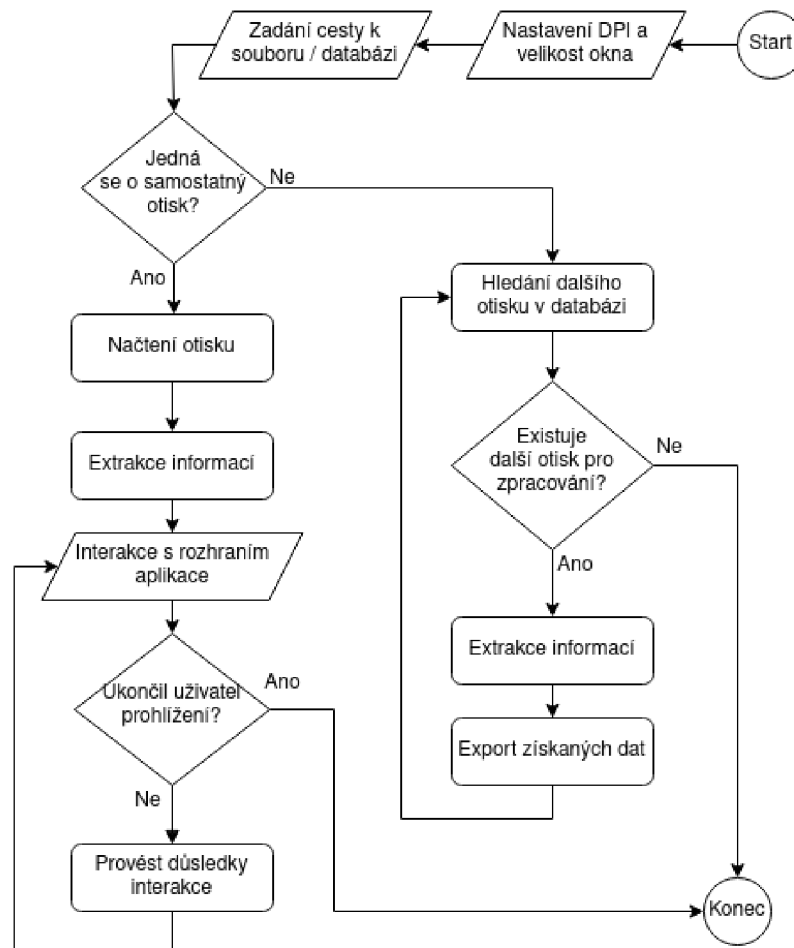 Start
Nastavení DPI a
velikost okna
Zadání cesty k
souboru / databázi
Jedná
se o samostatný
otisk?
Ne
Ano
Načtení otisku
Extrakce informací
Interakce s rozhraním
aplikace
Ukončil uživatel
prohlížení?
Ano
Ne
Provést důsledky
interakce
Hledání dalšího
otisku v databázi
Existuje
další otisk pro
zpracování?
Ne
Ano
Extrakce informací
Export získaných dat
Konec